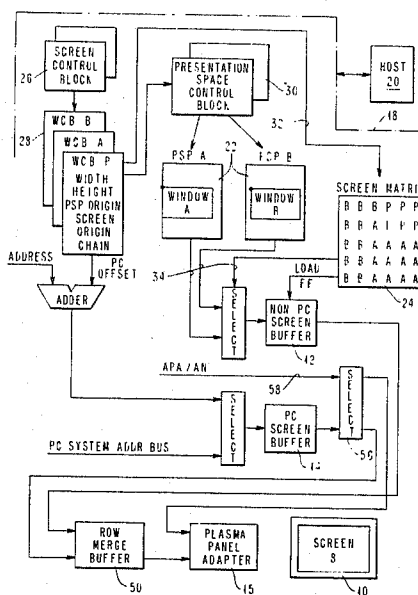 SCREEN
CONTROL
BLOCK
26
PRESENTATION
SPACE
CONTROL
BLOCK
30
HOST
20
18
32
28
WCB B
WCB A
WCB P
WIDTH
HEIGHT
PSP ORIGIN
SCREEN
ORIGIN
CHAIN
PSP A
22
WINDOW
A
WINDOW
SCREEN MATRI
B B B P P P
B B A P P
B B A A A A
B B A A A A
B B A A A A
24
ADDRESS
PC
OFFSET
ADDER
34
SELECT
LOAD
FF
NON PC
SCREEN
BUFFER
12
APA/AN
58
SELECT
PC
SCREEN
BUFFER
SELECT
56
PC SYSTEM ADDR BUS
ROW
MERGE
BUFFER
50
PLASMA
PANEL
ADAPTER
15
SCREEN
8
10